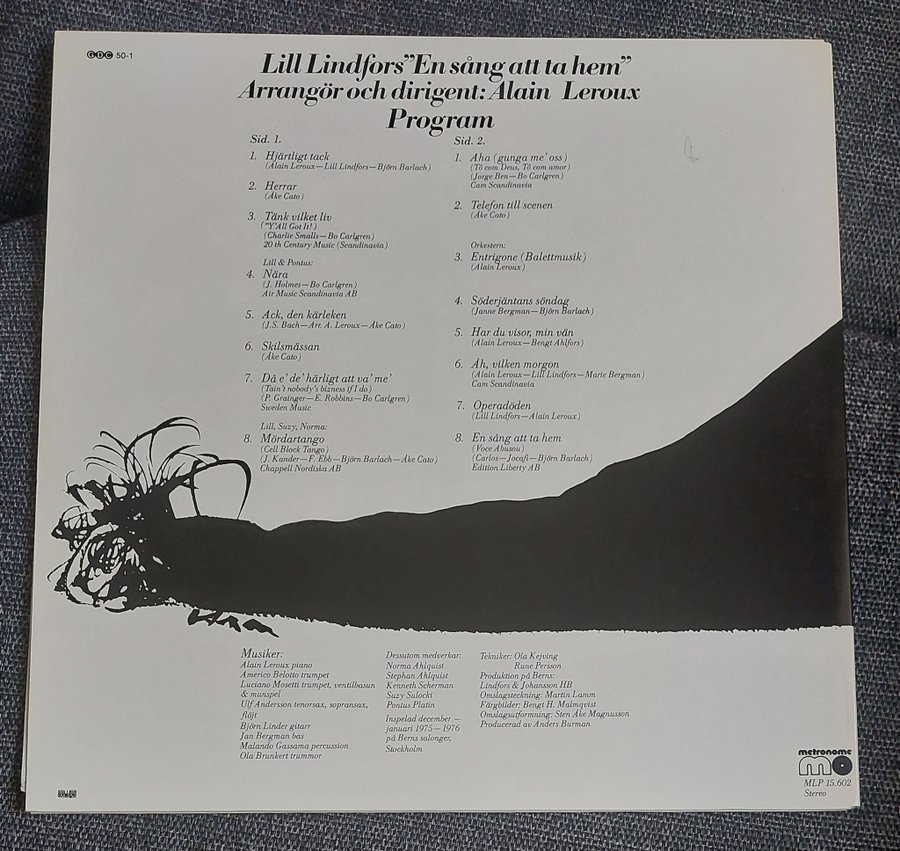 GDC 50-1
Lill Lindfors "En sång att ta hem"
Arrangör och dirigent: Alain Leroux
Program
Sid. 1.
1. Hjärtligt tack
(Alain Leroux—Lill Lindfors—Björn Barlach)
2. Herrar
(Åke Cato)
3. Tänk vilket liv
("Y'All Got It!)
(Charlie Smalls—Bo Carlgren)
20 th Century Music (Scandinavia)
Lill & Pontus:
4. Nära
(J. Holmes—Bo Carlgren)
Air Music Scandinavia AB
5. Ack, den kärleken
(J.S. Bach—Arr. A. Leroux—Åke Cato)
6. Skilsmässan
(Åke Cato)
7. Då e' de' härligt att va' me'
(Tain't nobody's bizness if I do)
(P. Grainger—E. Robbins—Bo Carlgren)
Sweden Music
Lill, Suzy, Norma:
8. Mördartango
(Cell Block Tango)
(J. Kander—F. Ebb—Björn Barlach—Åke Cato)
Chappell Nordiska AB
Sid. 2.
1. Aha (gunga me' oss)
(Tô com Deus, Tô com amor)
(Jorge Ben—Bo Carlgren)
Cam Scandinavia
2. Telefon till scenen
(Åke Cato)
Orkestern:
3. Entrigone (Balettmusik)
(Alain Leroux)
4. Söderjäntans söndag
(Janne Bergman—Björn Barlach)
5. Har du visor, min vän
(Alain Leroux—Bengt Ahlfors)
6. Åh, vilken morgon
(Alain Leroux—Lill Lindfors—Marie Bergman)
Cam Scandinavia
7. Operadöden
(Lill Lindfors—Alain Leroux)
8. En sång att ta hem
(Voce Abusou)
(Carlos—Jocafi—Björn Barlach)
Edition Liberty AB
Musiker:
Alain Leroux piano
Americo Belotto trumpet
Luciano Mosetti trumpet, ventilbasun
& munspel
Ulf Andersson tenorsax, sopransax,
flöjt
Björn Linder gitarr
Jan Bergman bas
Malando Gassama percussion
Ola Brunkert trummor
Dessutom medverkar:
Norma Ahlquist
Stephan Ahlquist
Kenneth Scherman
Suzy Sulocki
Pontus Platin
Inspelad december —
januari 1975—1976
på Berns salonger,
Stockholm
Tekniker: Ola Kejving
Rune Persson
Produktion på Berns:
Lindfors & Johansson HB
Omslagsteckning: Martin Lamm
Färgbilder: Bengt H. Malmqvist
Omslagsutformning: Sten Åke Magnusson
Producerad av Anders Burman
metronome
MLP 15.602
Stereo